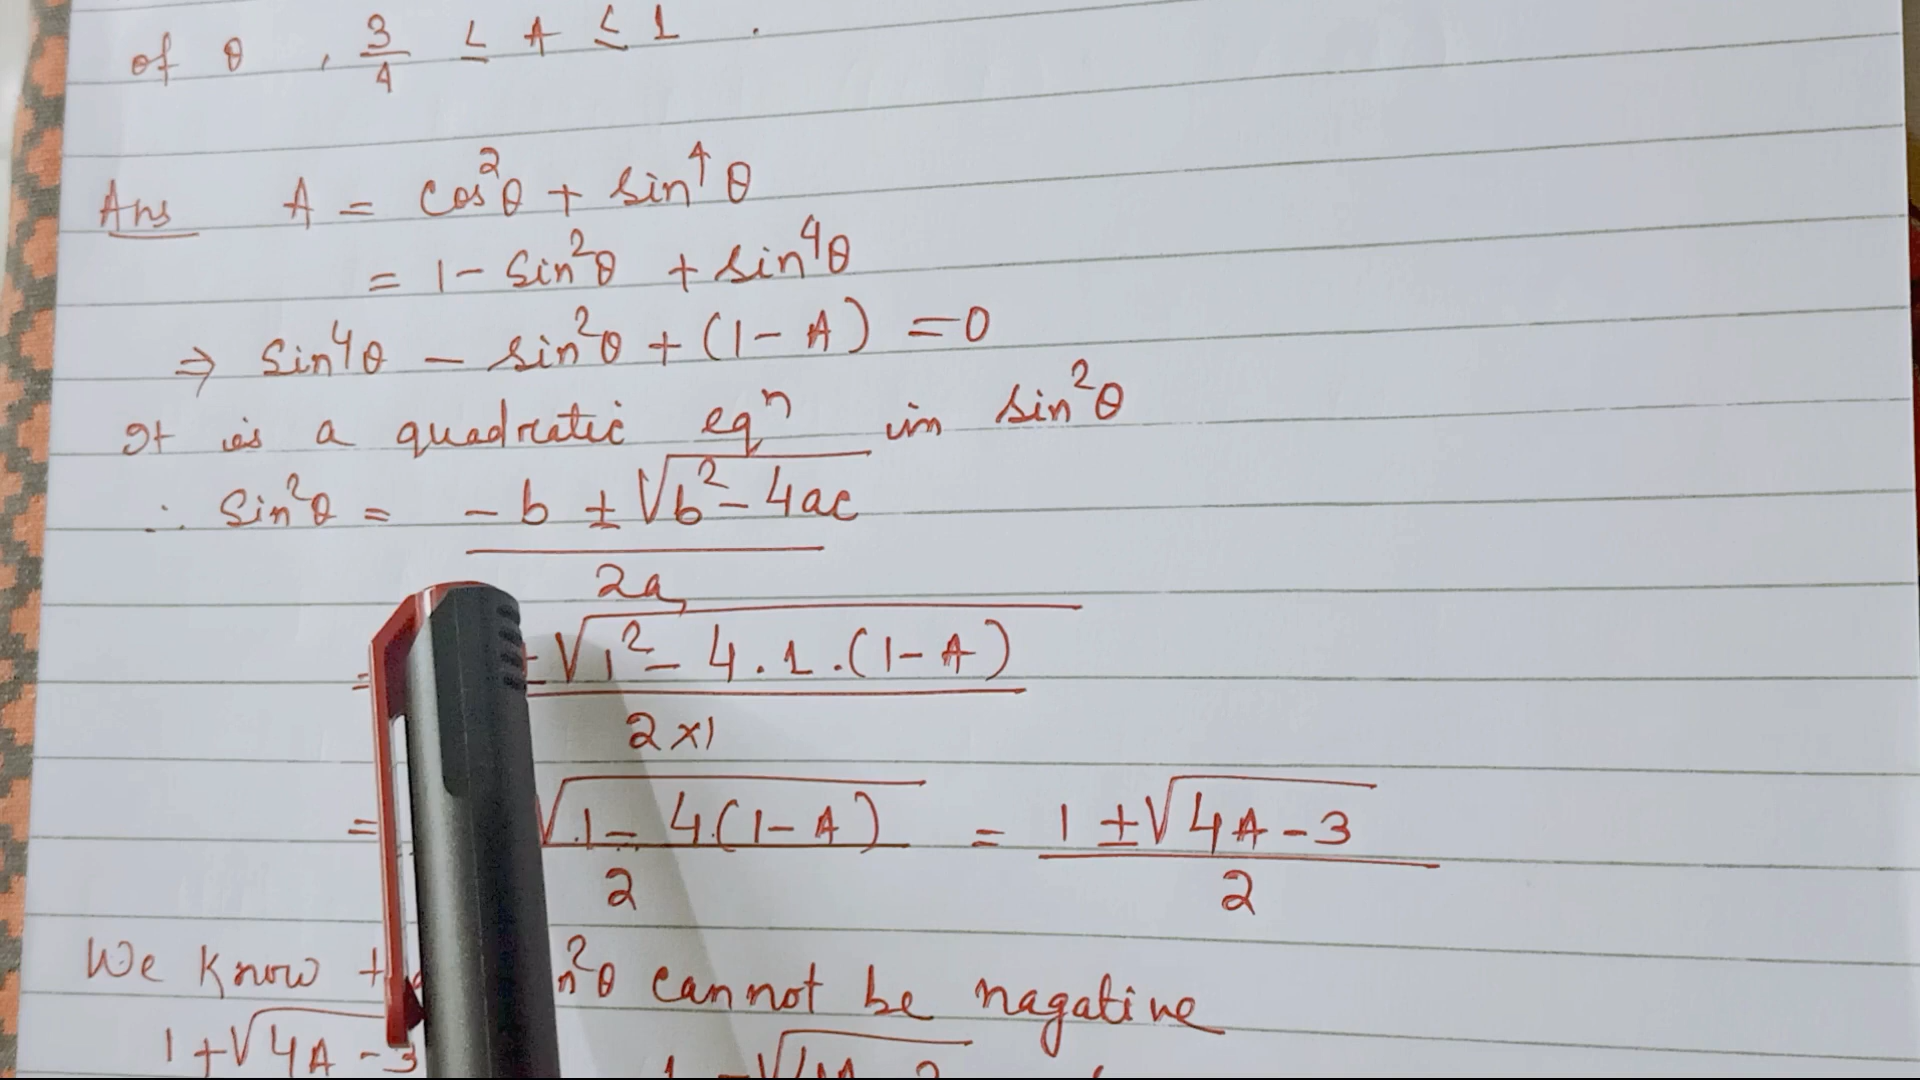 of θ , 3/4 ≤ A ≤ 1 .
Ans A = cos²θ + sin⁴θ
= 1 - sin²θ + sin⁴θ
⇒ sin⁴θ - sin²θ + (1 - A) = 0
It is a quadratic eqⁿ in sin²θ
∴ sin²θ = -b ± √(b² - 4ac)
2a
= √(1² - 4.1.(1 - A))
2×1
= √(1 - 4.(1 - A)) / 2 = (1 ± √(4A - 3)) / 2
We know n²θ cannot be nagative
1 + √(4A - 3